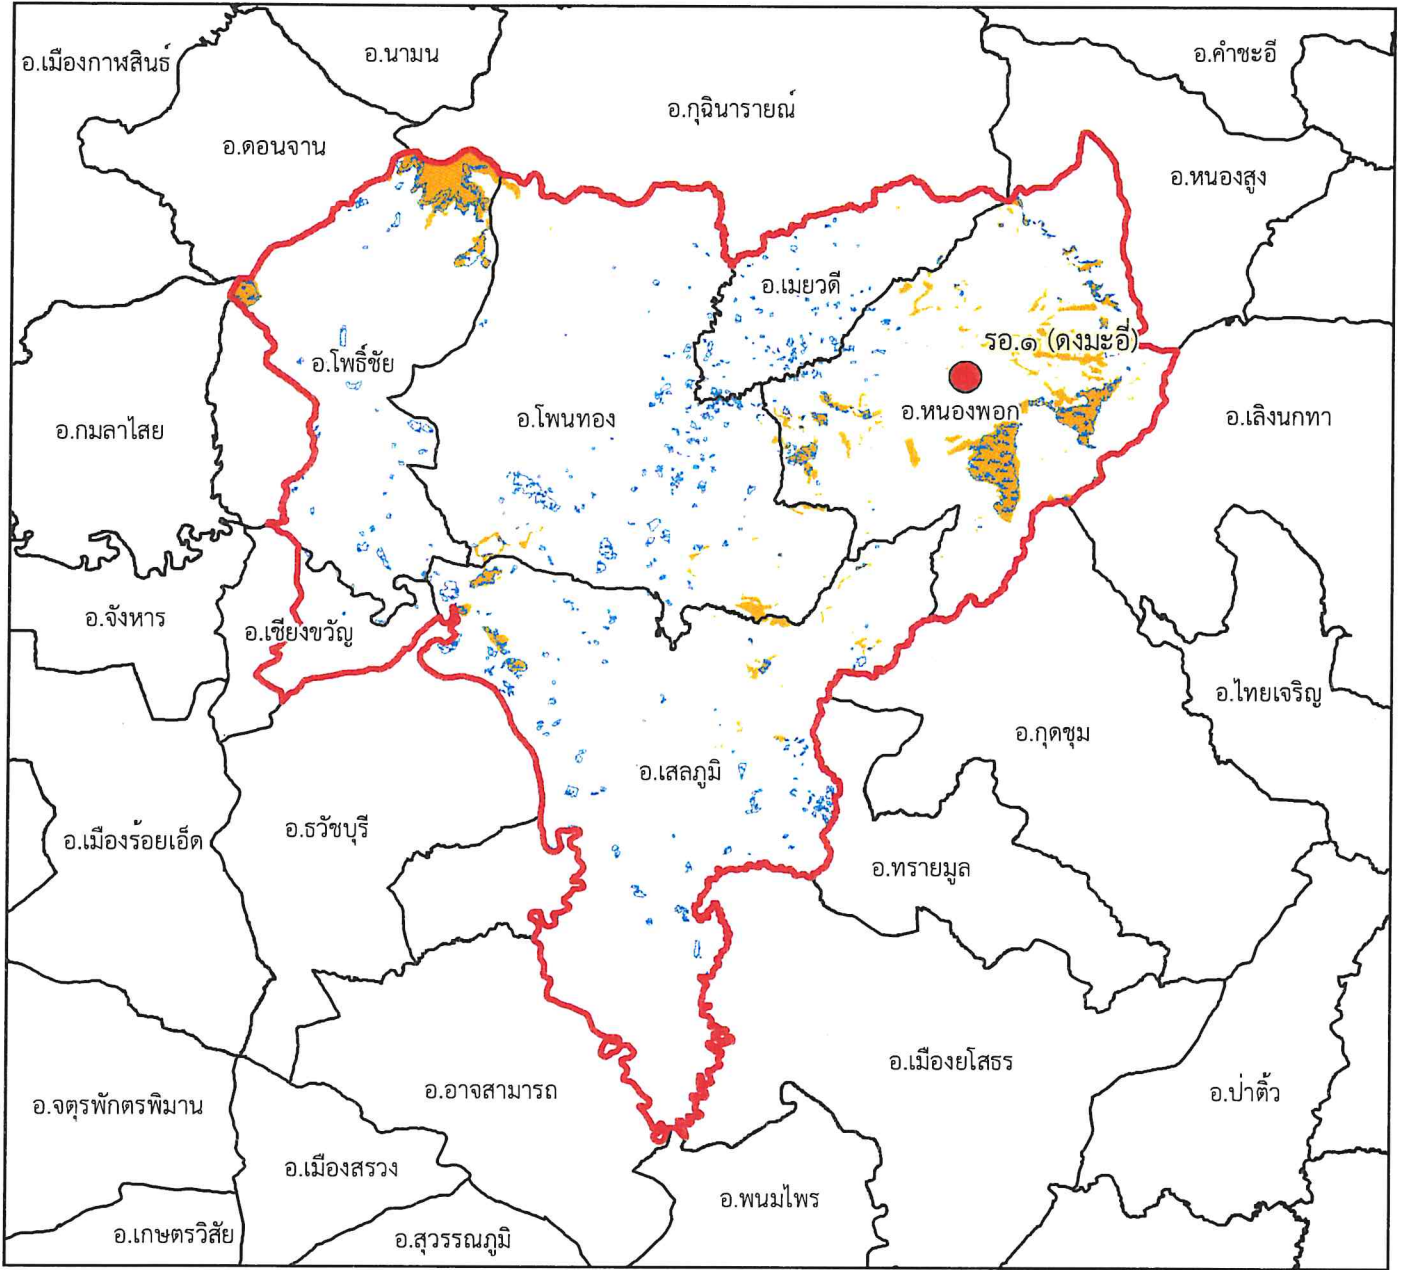 อ.เมืองกาฬสินธ์
อ.นามน
อ.คำชะอี
อ.กุฉินารายณ์
อ.ดอนจาน
อ.หนองสูง
อ.เมยวดี
รอ.๑ (ดงมะอี่)
อ.โพธิ์ชัย
อ.หนองพอก
อ.โพนทอง
อ.เลิงนกทา
อ.กมลาไสย
อ.จังหาร
อ.เชียงขวัญ
อ.ไทยเจริญ
อ.กุดชุม
อ.เสลภูมิ
อ.ธวัชบุรี
อ.เมืองร้อยเอ็ด
อ.ทรายมูล
อ.เมืองยโสธร
อ.อาจสามารถ
อ.ป่าติ้ว
อ.จตุรพักตรพิมาน
อ.เมืองสรวง
อ.พนมไพร
อ.เกษตรวิสัย
อ.สุวรรณภูมิ